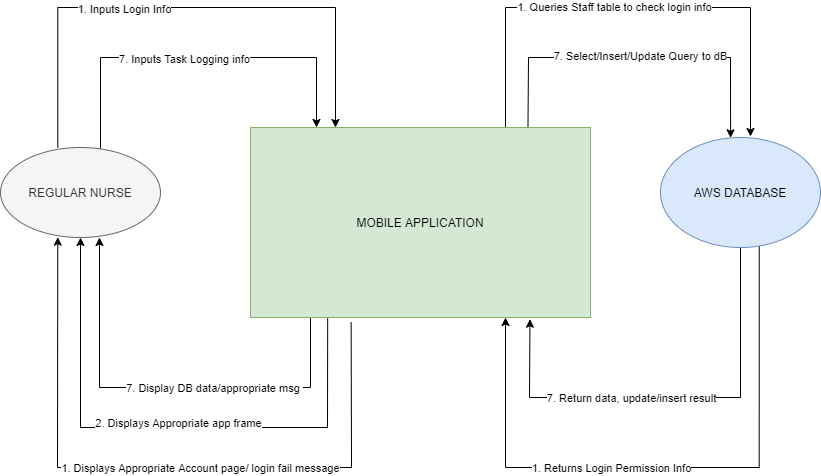 1. Inputs Login Info
1. Queries Staff table to check login info
7. Inputs Task Logging info
7. Select/Insert/Update Query to dB
REGULAR NURSE
AWS DATABASE
MOBILE APPLICATION
7. Display DB data/appropriate msg
7. Return data, update/insert result
2. Displays Appropriate app frame
1. Displays Appropriate Account page/ login fail message
1. Returns Login Permission Info